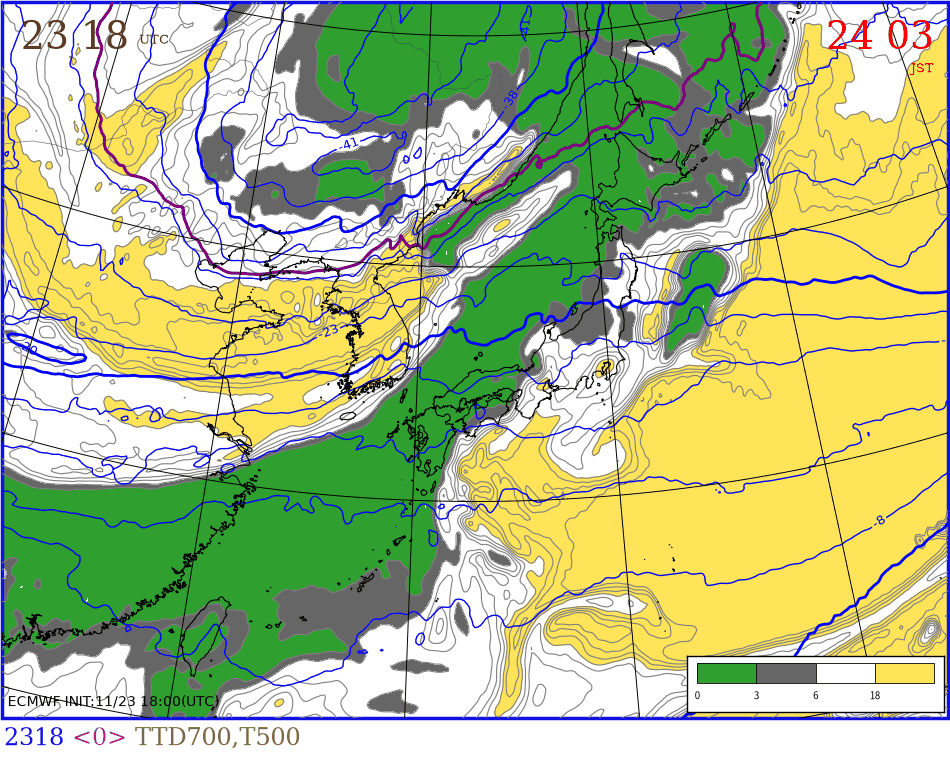 23 18 UTC
24 03
JST
-41
-38
-41
-23
-8
0 3 6 18
ECMWF INIT:11/23 18:00(UTC)
2318 <0> TTD700,T500